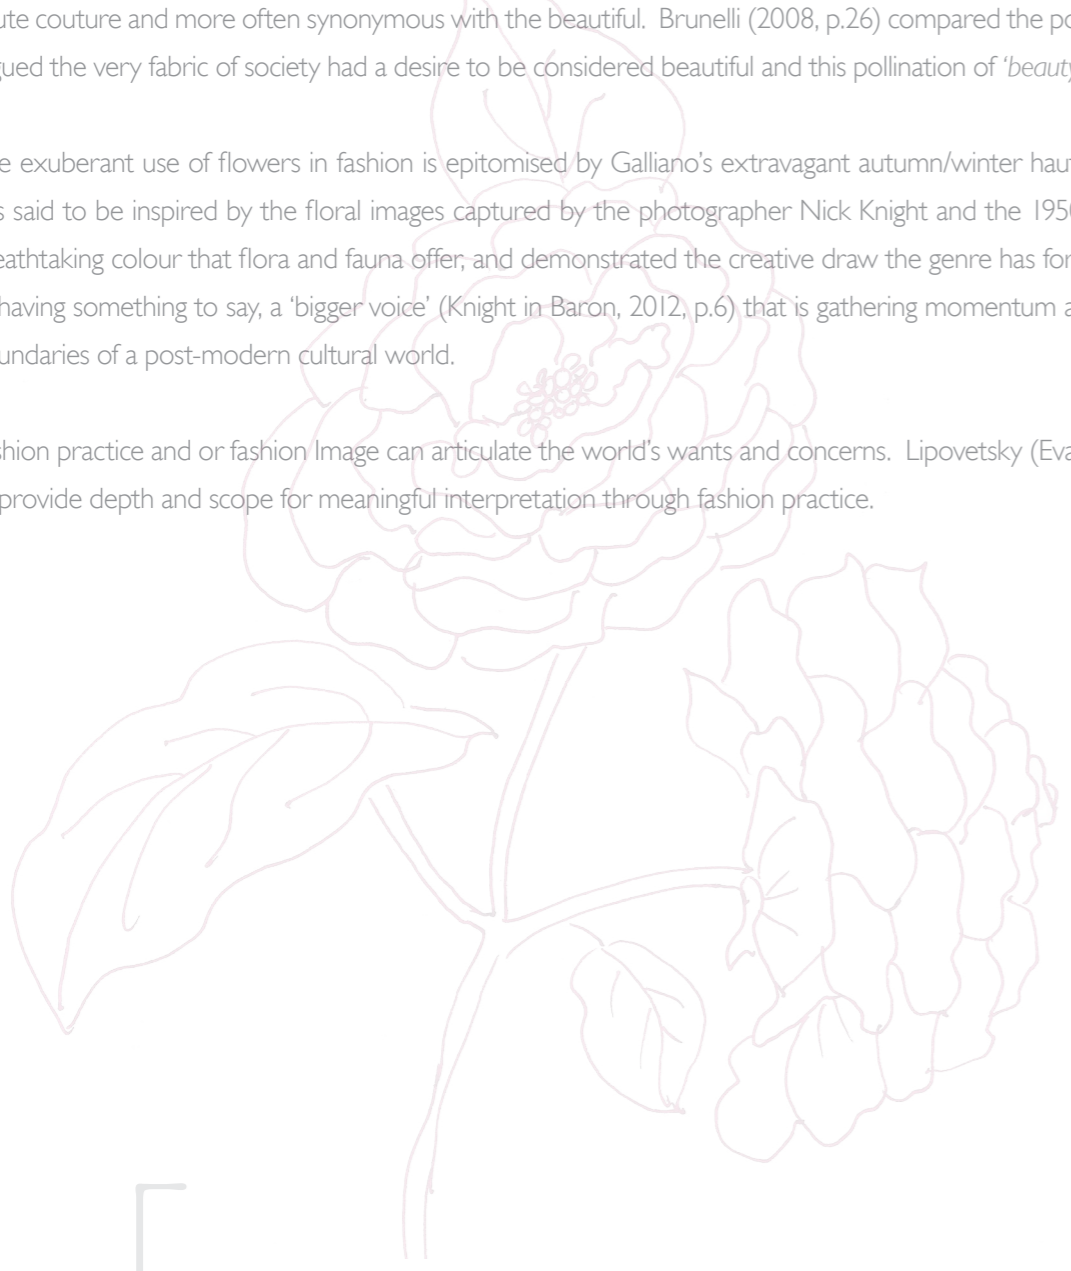 ute couture and more often synonymous with the beautiful. Brunelli (2008, p.26) compared the po
gued the very fabric of society had a desire to be considered beautiful and this pollination of ‘beauty
e exuberant use of flowers in fashion is epitomised by Galliano’s extravagant autumn/winter haut
s said to be inspired by the floral images captured by the photographer Nick Knight and the 1950
eathtaking colour that flora and fauna offer, and demonstrated the creative draw the genre has for
having something to say, a ‘bigger voice’ (Knight in Baron, 2012, p.6) that is gathering momentum a
undaries of a post-modern cultural world.
shion practice and or fashion Image can articulate the world’s wants and concerns. Lipovetsky (Eva
provide depth and scope for meaningful interpretation through fashion practice.